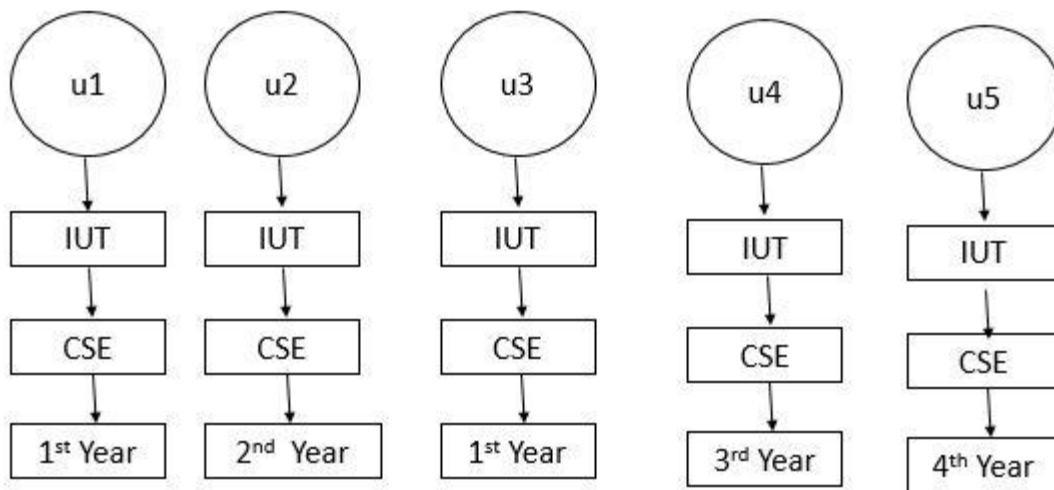 u1 u2 u3 u4 u5
IUT IUT IUT IUT IUT
CSE CSE CSE CSE CSE
1st Year 2nd Year 1st Year 3rd Year 4th Year